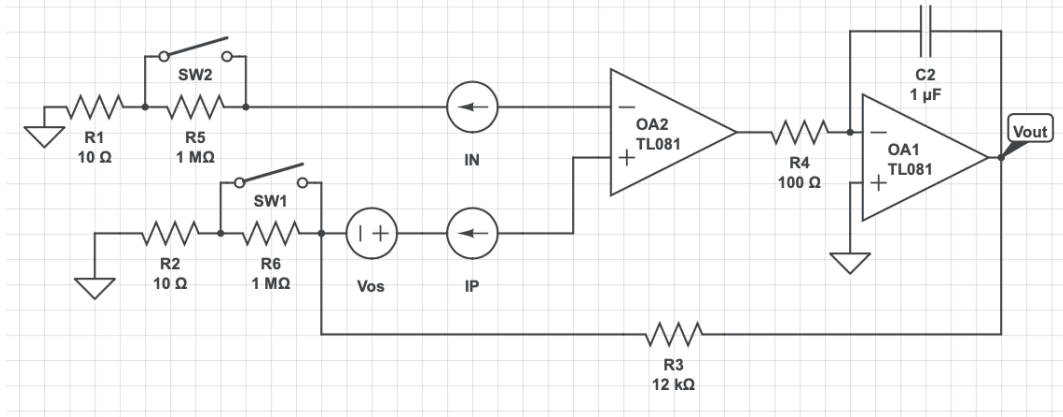 SW2
R1
10 Ω
R5
1 MΩ
IN
−
+
OA2
TL081
R4
100 Ω
C2
1 µF
−
+
OA1
TL081
Vout
SW1
R2
10 Ω
R6
1 MΩ
− +
Vos
IP
R3
12 kΩ